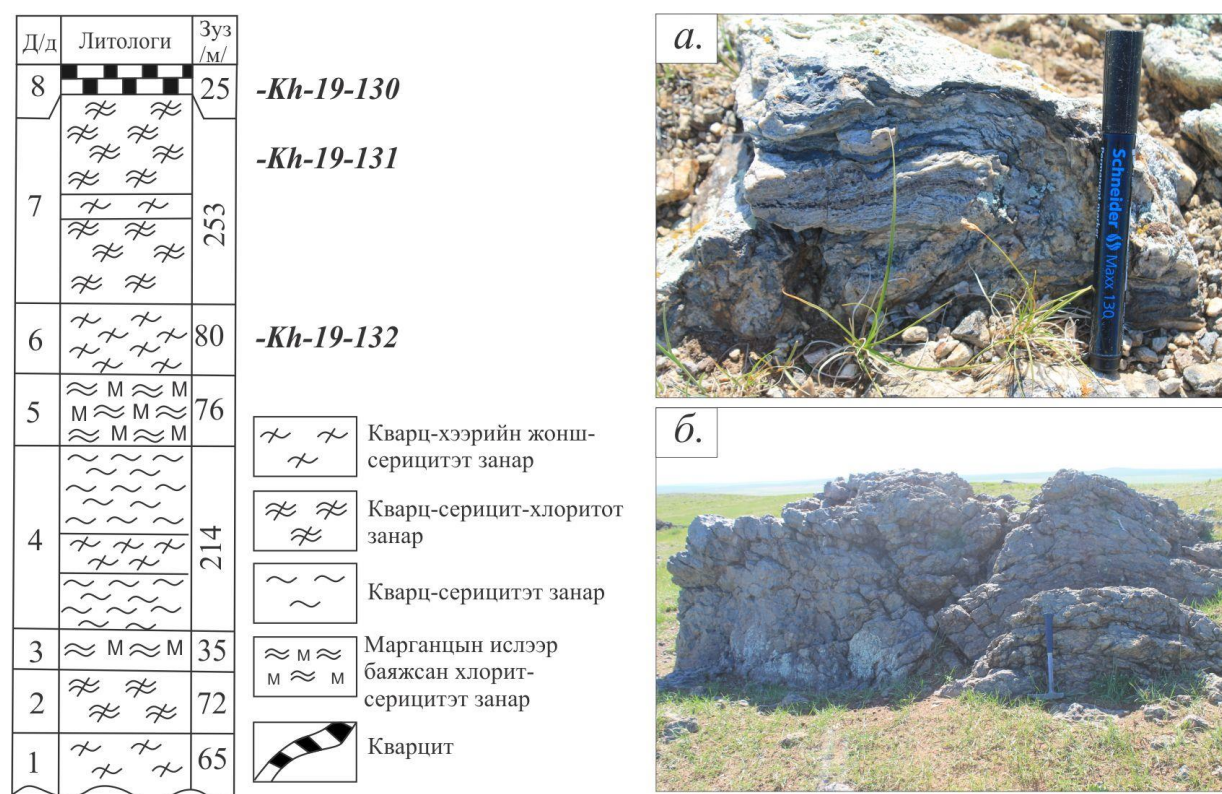 Д/д Литологи Зуз /м/
8 25 -Kh-19-130
-Kh-19-131
7 253
6 80 -Kh-19-132
5 M M M 76
M M M
M M
4 214
3 M M 35
2 72
1 65
Кварц-хээрийн жонш-
серицитэт занар
Кварц-серицит-хлоритот
занар
Кварц-серицитэт занар
M
M M
Марганцын ислээр
баяжсан хлорит-
серицитэт занар
Кварцит
а.
Schneider Maxx 130
б.